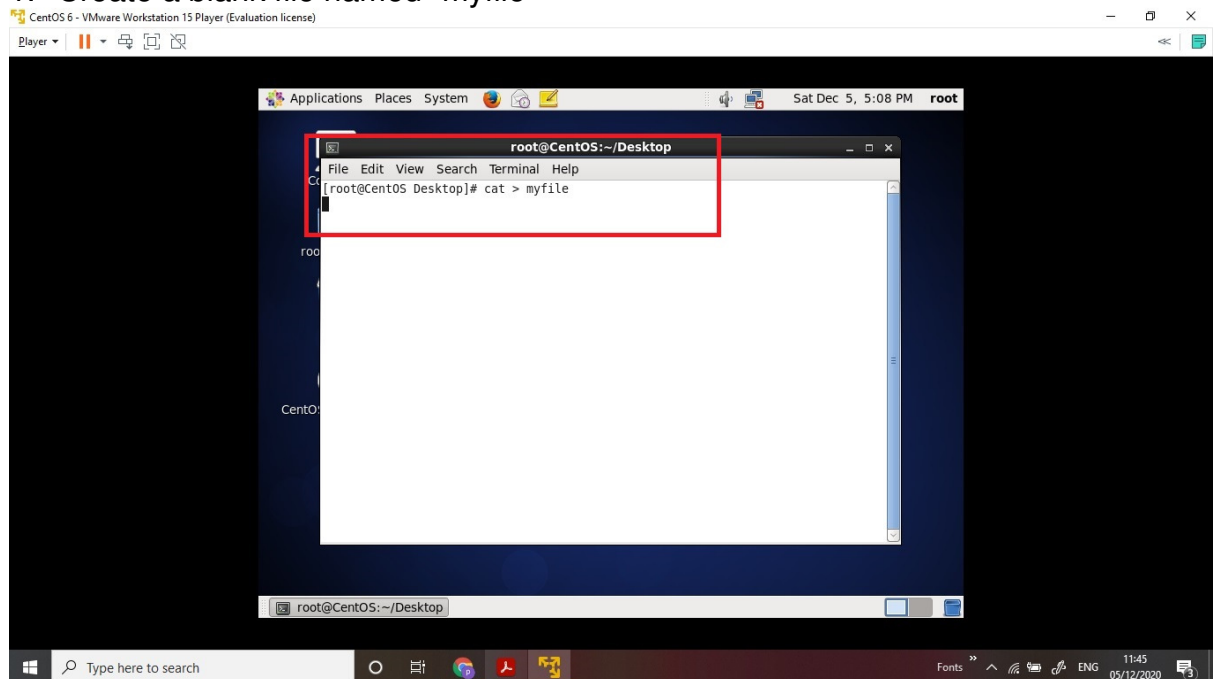 Create a blank file named "myfile"
CentOS 6 - VMware Workstation 15 Player (Evaluation license)
Player
Applications Places System
Sat Dec 5, 5:08 PM root
root@CentOS:~/Desktop
File Edit View Search Terminal Help
[root@CentOS Desktop]# cat > myfile
CentO
root@CentOS:~/Desktop
Type here to search
Fonts
ENG
11:45
05/12/2020
3